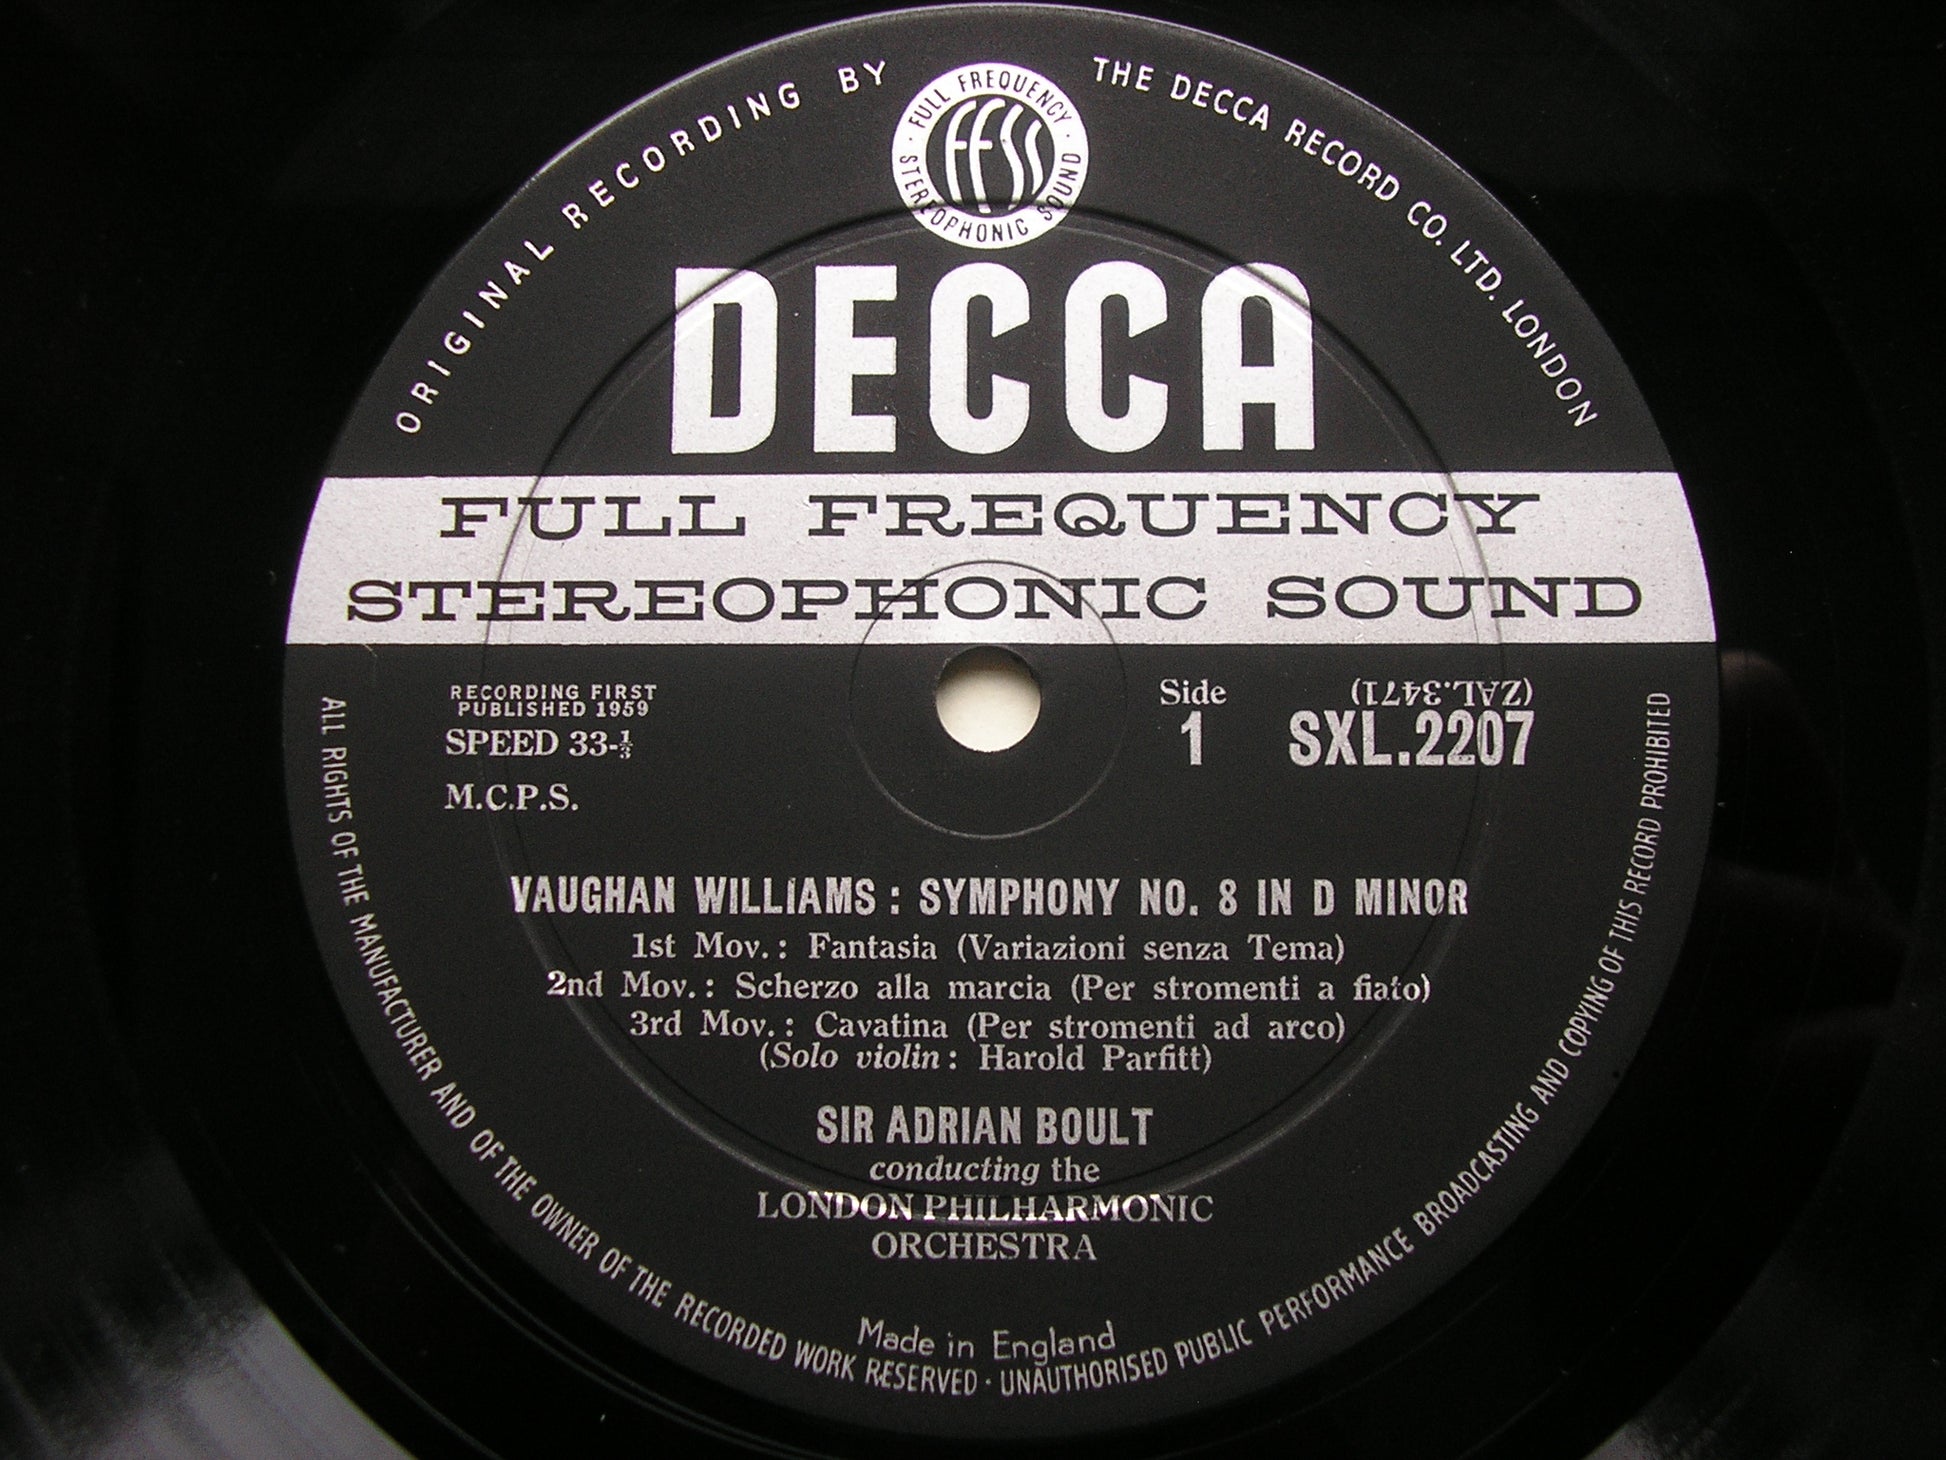 ORIGINAL RECORDING BY THE DECCA RECORD CO. LTD. LONDON
FULL FREQUENCY
FFSS
STEREOPHONIC SOUND
DECCA
FULL FREQUENCY
STEREOPHONIC SOUND
RECORDING FIRST
PUBLISHED 1959
SPEED 33-⅓
M.C.P.S.
Side
1
(ZAL.3471)
SXL.2207
VAUGHAN WILLIAMS : SYMPHONY NO. 8 IN D MINOR
1st Mov. : Fantasia (Variazioni senza Tema)
2nd Mov. : Scherzo alla marcia (Per stromenti a fiato)
3rd Mov. : Cavatina (Per stromenti ad arco)
(Solo violin : Harold Parfitt)
SIR ADRIAN BOULT
conducting the
LONDON PHILHARMONIC
ORCHESTRA
Made in England
ALL RIGHTS OF THE MANUFACTURER AND OF THE OWNER OF THE RECORDED WORK RESERVED · UNAUTHORISED PUBLIC PERFORMANCE BROADCASTING AND COPYING OF THIS RECORD PROHIBITED